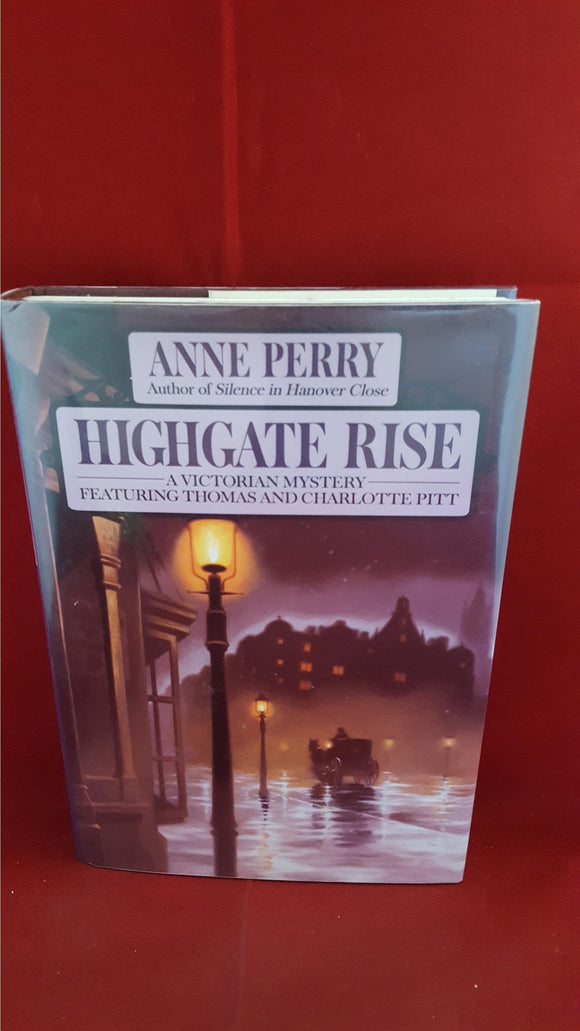 ANNE PERRY
Author of Silence in Hanover Close
HIGHGATE RISE
A VICTORIAN MYSTERY
FEATURING THOMAS AND CHARLOTTE PITT